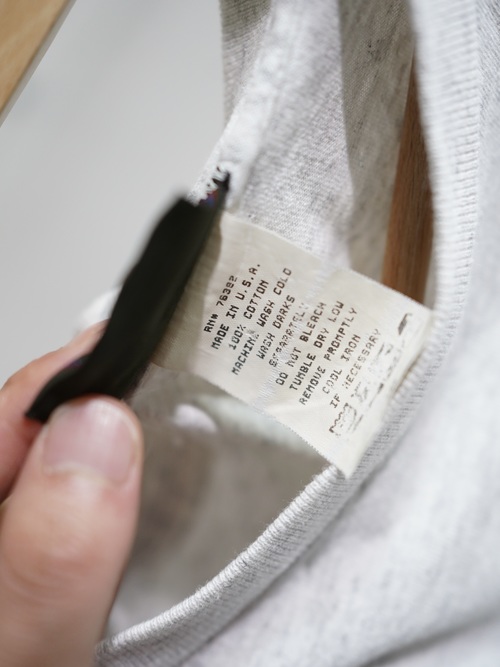 RN# 76382
MADE IN U.S.A.
100% COTTON
MACHINE WASH COLD
WASH DARKS
SEPARATELY
DO NOT BLEACH
TUMBLE DRY LOW
REMOVE PROMPTLY
COOL IRON
IF NECESSARY